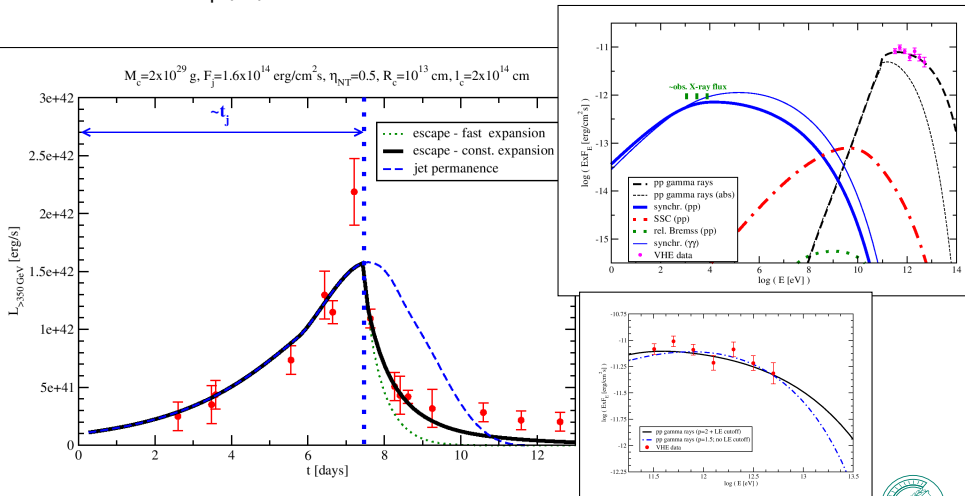 M_c=2x10^29 g, F_j=1.6x10^14 erg/cm^2s, η_NT=0.5, R_c=10^13 cm, l_c=2x10^14 cm
3e+42
2.5e+42
2e+42
1.5e+42
1e+42
5e+41
0
L_>350 GeV [erg/s]
~t_j
escape - fast expansion
escape - const. expansion
jet permanence
0 2 4 6 8 10 12
t [days]
-11
-12
-13
-14
-15
log ( ExF_E [erg/cm^2s] )
~obs. X-ray flux
pp gamma rays
pp gamma rays (abs)
synchr. (pp)
SSC (pp)
rel. Bremss (pp)
synchr. (γγ)
VHE data
0 2 4 6 8 10 12 14
log ( E [eV] )
-10.75
-11
-11.25
-11.5
-11.75
-12
-12.25
log ( ExF_E [erg/cm^2s] )
pp gamma rays (p=2 + LE cutoff)
pp gamma rays (p=1.5; no LE cutoff)
VHE data
11.5 12 12.5 13 13.5
log ( E [eV] )